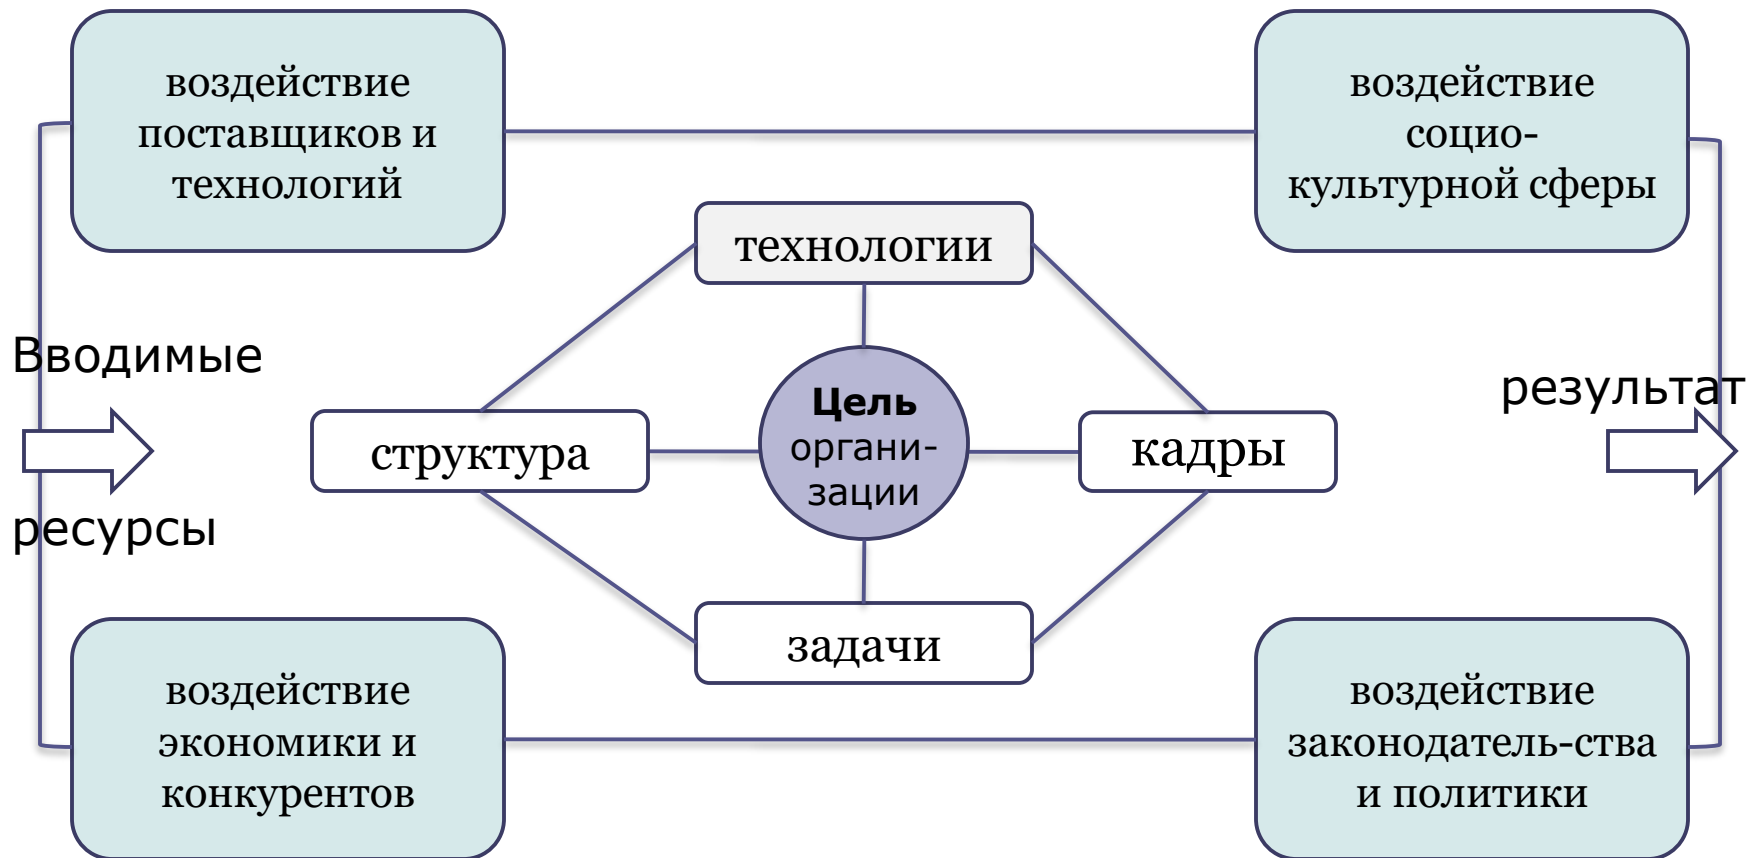 воздействие
поставщиков и
технологий
воздействие
социо-
культурной сферы
технологии
Вводимые
ресурсы
структура
Цель
органи-
зации
кадры
результат
задачи
воздействие
экономики и
конкурентов
воздействие
законодатель-ства
и политики